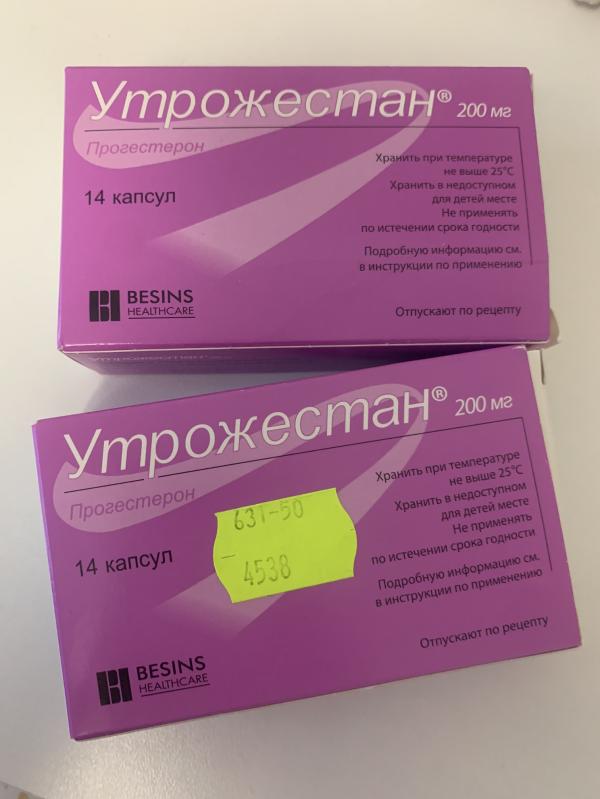 Утрожестан® 200 мг
Прогестерон
14 капсул
Хранить при температуре
не выше 25°C
Хранить в недоступном
для детей месте
Не применять
по истечении срока годности
Подробную информацию см.
в инструкции по применению
BESINS
HEALTHCARE
Отпускают по рецепту
Утрожестан®
Утрожестан® 200 мг
Прогестерон
14 капсул
631-50
4538
Хранить при температуре
не выше 25°C
Хранить в недоступном
для детей месте
Не применять
по истечении срока годности
Подробную информацию см.
в инструкции по применению
BESINS
HEALTHCARE
Отпускают по рецепту